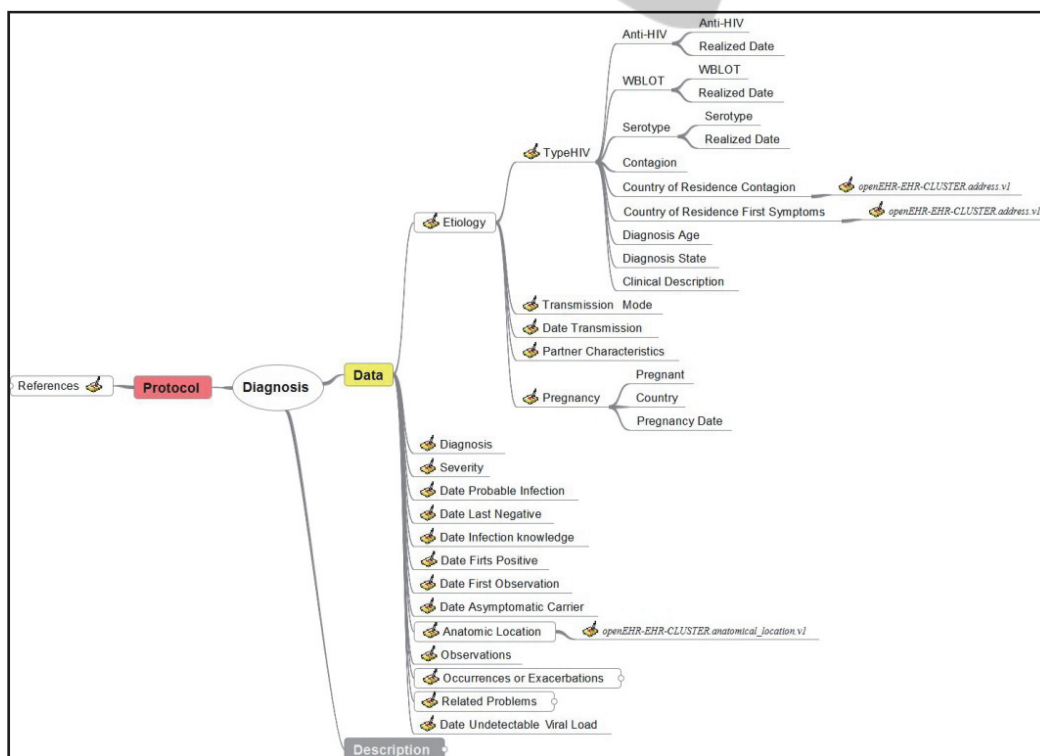 References
Protocol
Diagnosis
Data
Etiology
TypeHIV
Anti-HIV
Anti-HIV
Realized Date
WBLOT
WBLOT
Realized Date
Serotype
Serotype
Realized Date
Contagion
Country of Residence Contagion
openEHR-EHR-CLUSTER.address.v1
Country of Residence First Symptoms
openEHR-EHR-CLUSTER.address.v1
Diagnosis Age
Diagnosis State
Clinical Description
Transmission Mode
Date Transmission
Partner Characteristics
Pregnancy
Pregnant
Country
Pregnancy Date
Diagnosis
Severity
Date Probable Infection
Date Last Negative
Date Infection knowledge
Date Firts Positive
Date First Observation
Date Asymptomatic Carrier
Anatomic Location
openEHR-EHR-CLUSTER.anatomical_location.v1
Observations
Occurrences or Exacerbations
Related Problems
Date Undetectable Viral Load
Description